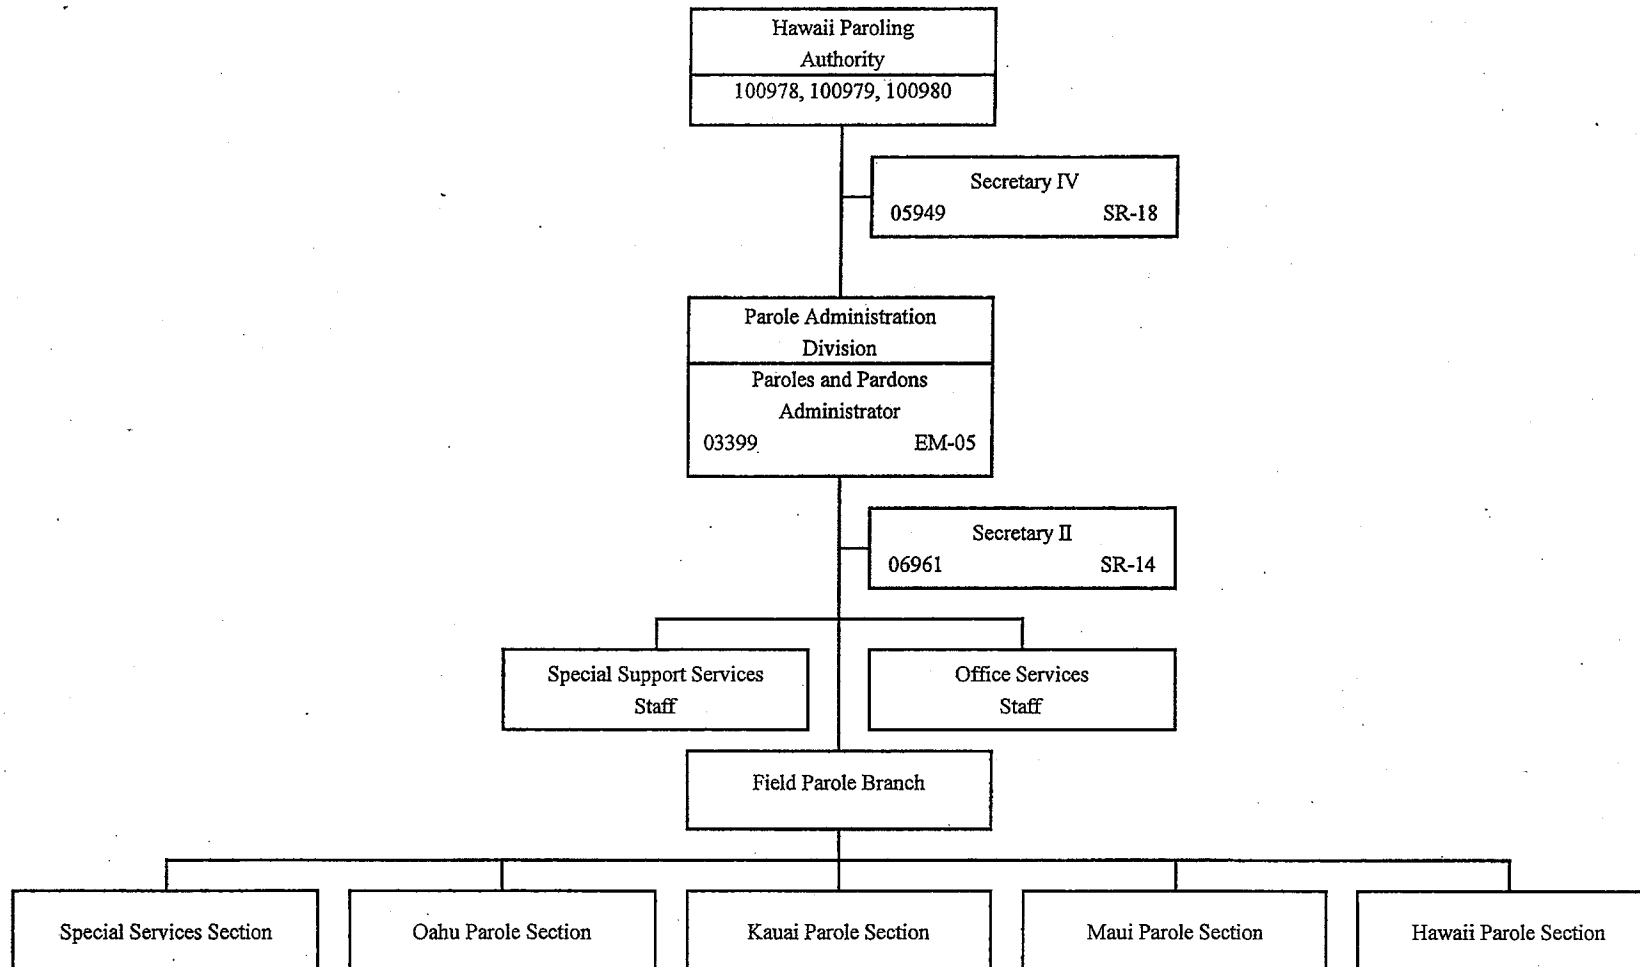 Hawaii Paroling
Authority
100978, 100979, 100980
Secretary IV
05949 SR-18
Parole Administration
Division
Paroles and Pardons
Administrator
03399 EM-05
Secretary II
06961 SR-14
Special Support Services
Staff
Office Services
Staff
Field Parole Branch
Special Services Section
Oahu Parole Section
Kauai Parole Section
Maui Parole Section
Hawaii Parole Section